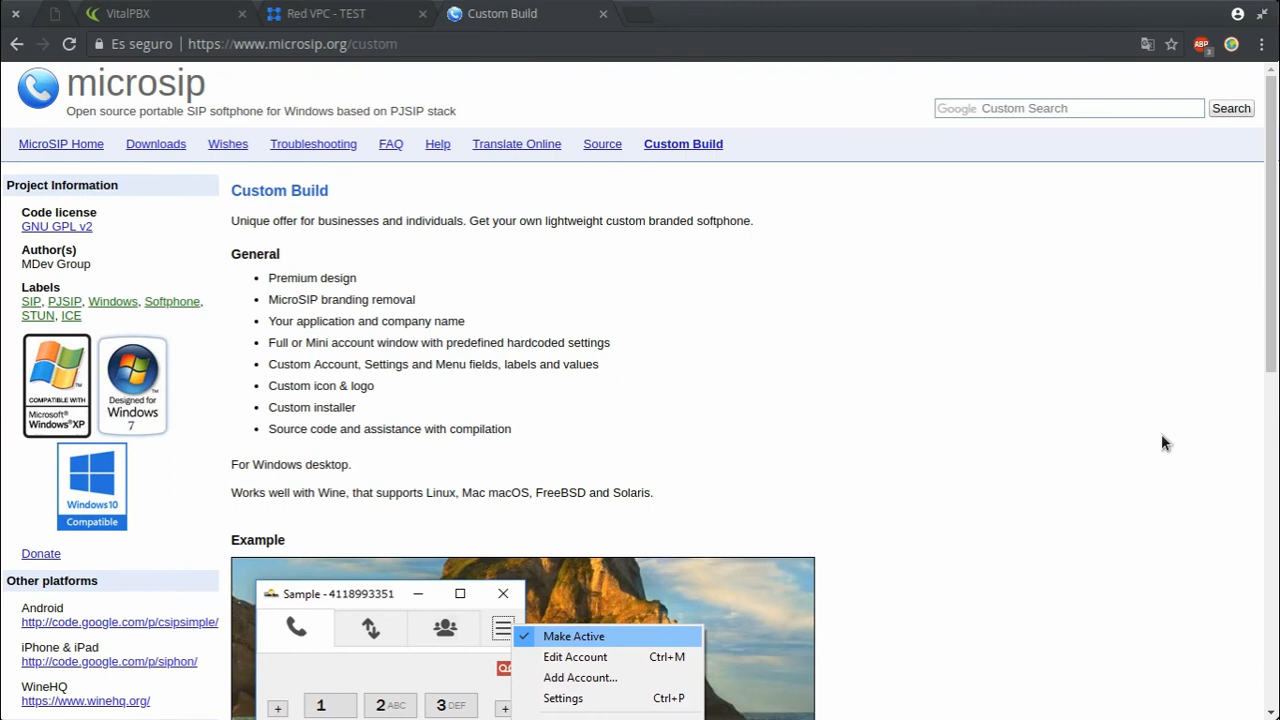 VitalPBX
Red VPC - TEST
Custom Build
Es seguro
https://www.microsip.org/custom
ABP
3
microsip
Open source portable SIP softphone for Windows based on PJSIP stack
Google Custom Search
Search
MicroSIP Home
Downloads
Wishes
Troubleshooting
FAQ
Help
Translate Online
Source
Custom Build
Project Information
Code license
GNU GPL v2
Author(s)
MDev Group
Labels
SIP, PJSIP, Windows, Softphone,
STUN, ICE
COMPATIBLE WITH
Microsoft®
Windows®XP
Designed for
Windows
7
Windows10
Compatible
Donate
Other platforms
Android
http://code.google.com/p/csipsimple/
iPhone & iPad
http://code.google.com/p/siphon/
WineHQ
https://www.winehq.org/
Custom Build
Unique offer for businesses and individuals. Get your own lightweight custom branded softphone.
General
• Premium design
• MicroSIP branding removal
• Your application and company name
• Full or Mini account window with predefined hardcoded settings
• Custom Account, Settings and Menu fields, labels and values
• Custom icon & logo
• Custom installer
• Source code and assistance with compilation
For Windows desktop.
Works well with Wine, that supports Linux, Mac macOS, FreeBSD and Solaris.
Example
Sample - 4118993351
Make Active
Edit Account Ctrl+M
Add Account...
Settings Ctrl+P
+ 1 2 ABC 3 DEF +